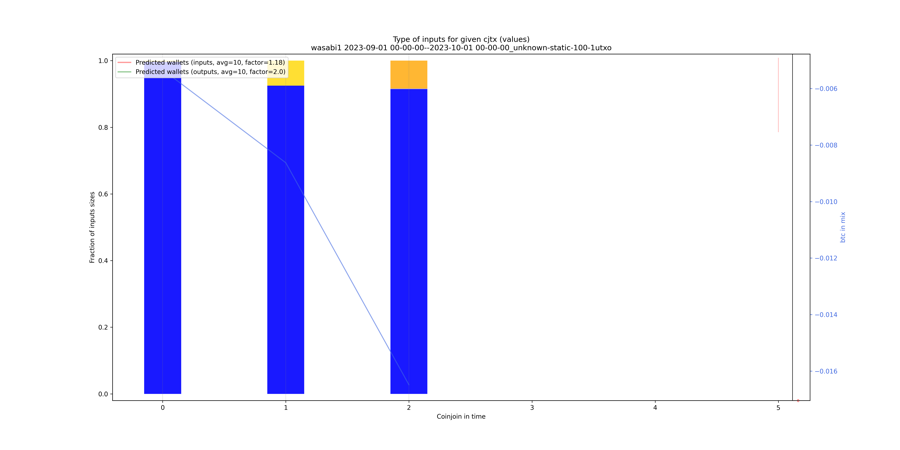 Type of inputs for given cjtx (values)
wasabi1 2023-09-01 00-00-00--2023-10-01 00-00-00_unknown-static-100-1utxo
Predicted wallets (inputs, avg=10, factor=1.18)
Predicted wallets (outputs, avg=10, factor=2.0)
1.0
0.8
0.6
0.4
0.2
0.0
Fraction of inputs sizes
0 1 2 3 4 5
Coinjoin in time
−0.006
−0.008
−0.010
−0.012
−0.014
−0.016
btc in mix